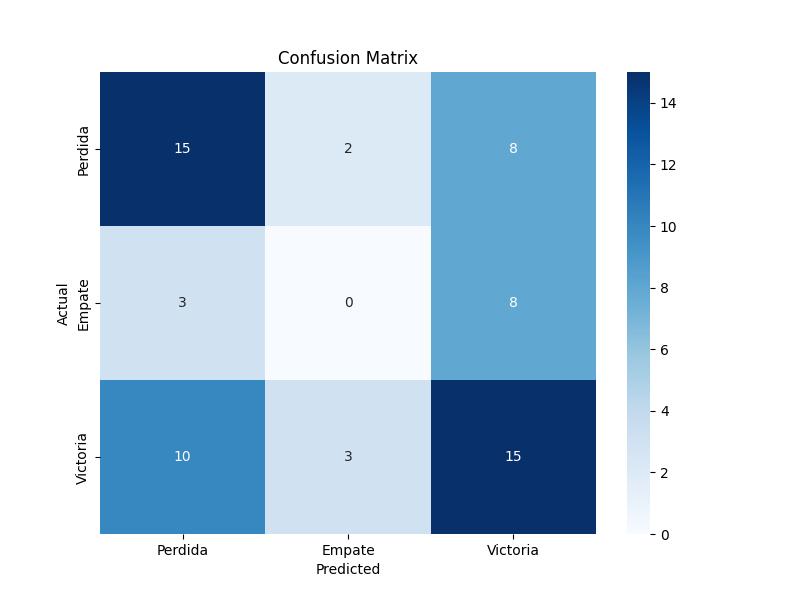 Confusion Matrix
Perdida
15
2
8
Actual
Empate
3
0
8
Victoria
10
3
15
Perdida
Empate
Victoria
Predicted
14
12
10
8
6
4
2
0